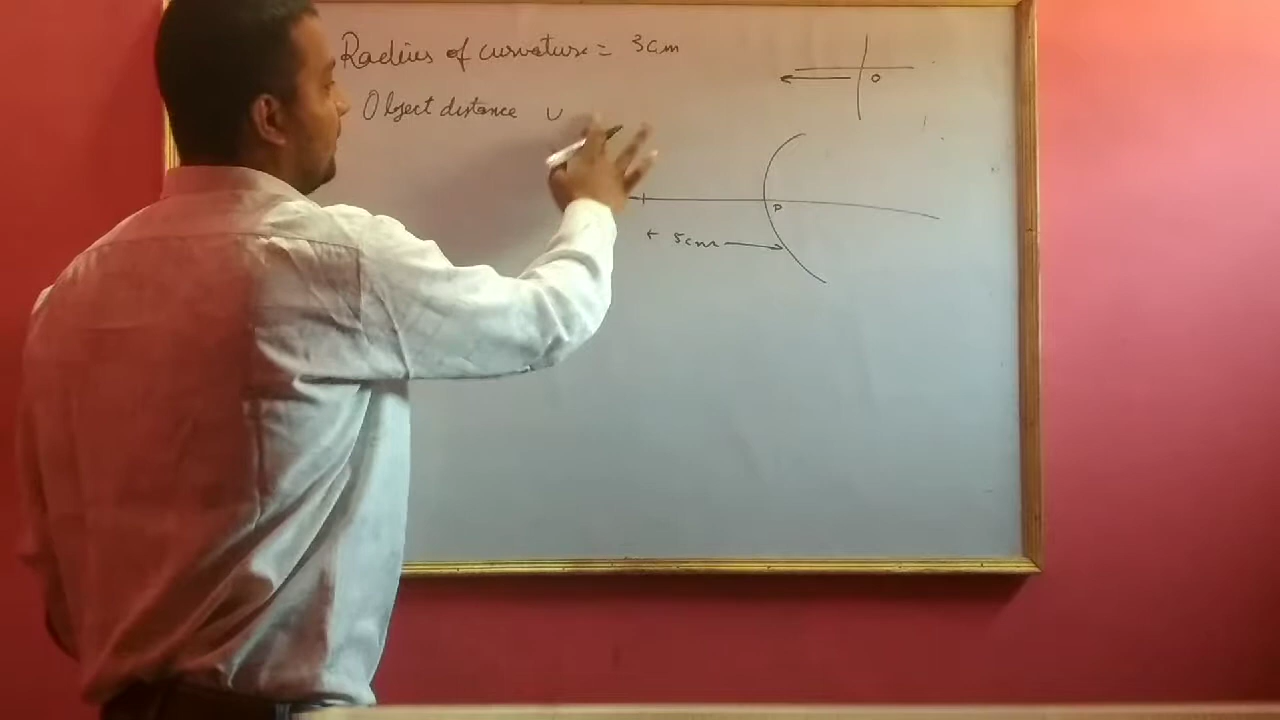 Radius of curvature = 3cm
Object distance u
O
P
5cm